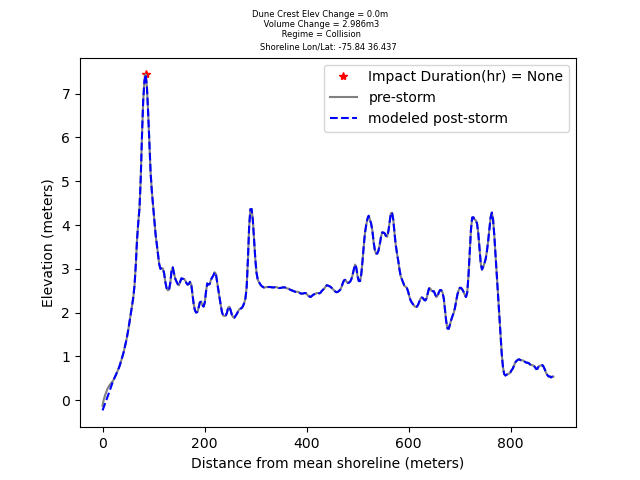 Dune Crest Elev Change = 0.0m
Volume Change = 2.986m3
Regime = Collision
Shoreline Lon/Lat: -75.84 36.437
Impact Duration(hr) = None
pre-storm
modeled post-storm
7
6
5
4
3
2
1
0
Elevation (meters)
0 200 400 600 800
Distance from mean shoreline (meters)